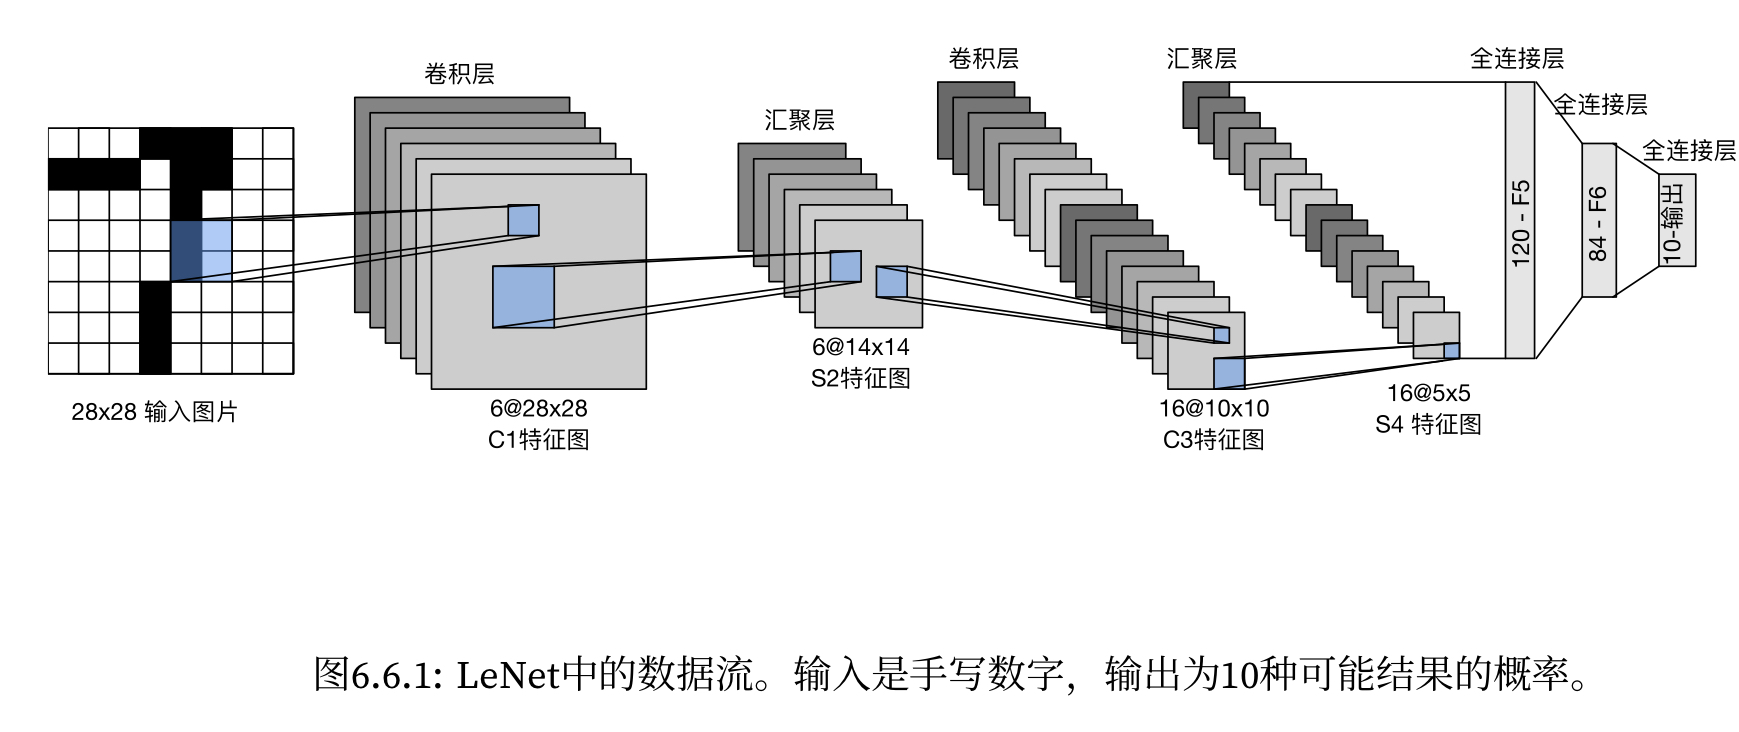 卷积层
汇聚层
卷积层
汇聚层
全连接层
全连接层
全连接层
120 - F5
84 - F6
10-输出
28x28 输入图片
6@28x28
C1特征图
6@14x14
S2特征图
16@10x10
C3特征图
16@5x5
S4 特征图
图6.6.1: LeNet中的数据流。输入是手写数字，输出为10种可能结果的概率。